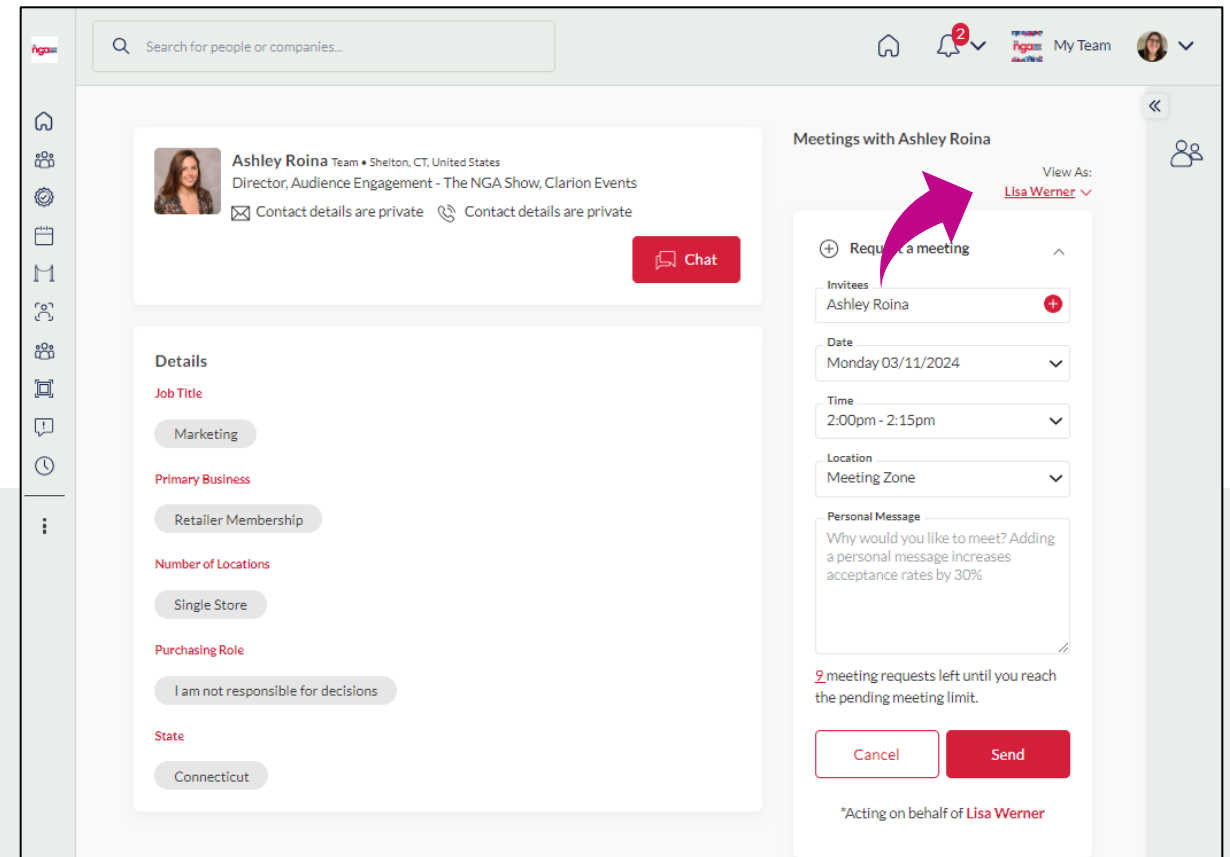 ñga
Search for people or companies...
2
ñga
My Team
Ashley Roina Team • Shelton, CT, United States
Director, Audience Engagement - The NGA Show, Clarion Events
Contact details are private Contact details are private
Chat
Details
Job Title
Marketing
Primary Business
Retailer Membership
Number of Locations
Single Store
Purchasing Role
I am not responsible for decisions
State
Connecticut
Meetings with Ashley Roina
View As:
Lisa Werner
Request a meeting
Invitees
Ashley Roina
Date
Monday 03/11/2024
Time
2:00pm - 2:15pm
Location
Meeting Zone
Personal Message
Why would you like to meet? Adding
a personal message increases
acceptance rates by 30%
9 meeting requests left until you reach
the pending meeting limit.
Cancel
Send
*Acting on behalf of Lisa Werner